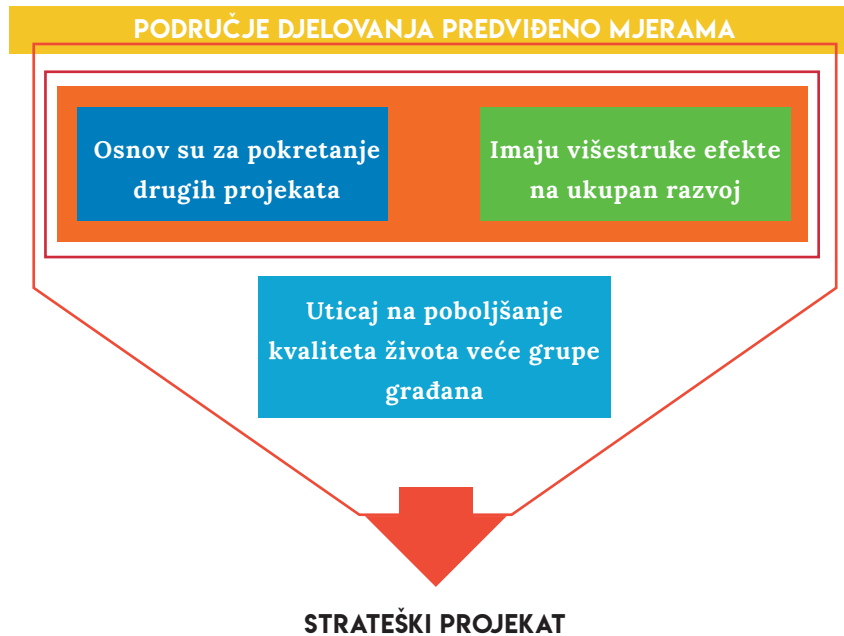 PODRUČJE DJELOVANJA PREDVIĐENO MJERAMA
Osnov su za pokretanje
drugih projekata
Imaju višestruke efekte
na ukupan razvoj
Uticaj na poboljšanje
kvaliteta života veće grupe
građana
STRATEŠKI PROJEKAT